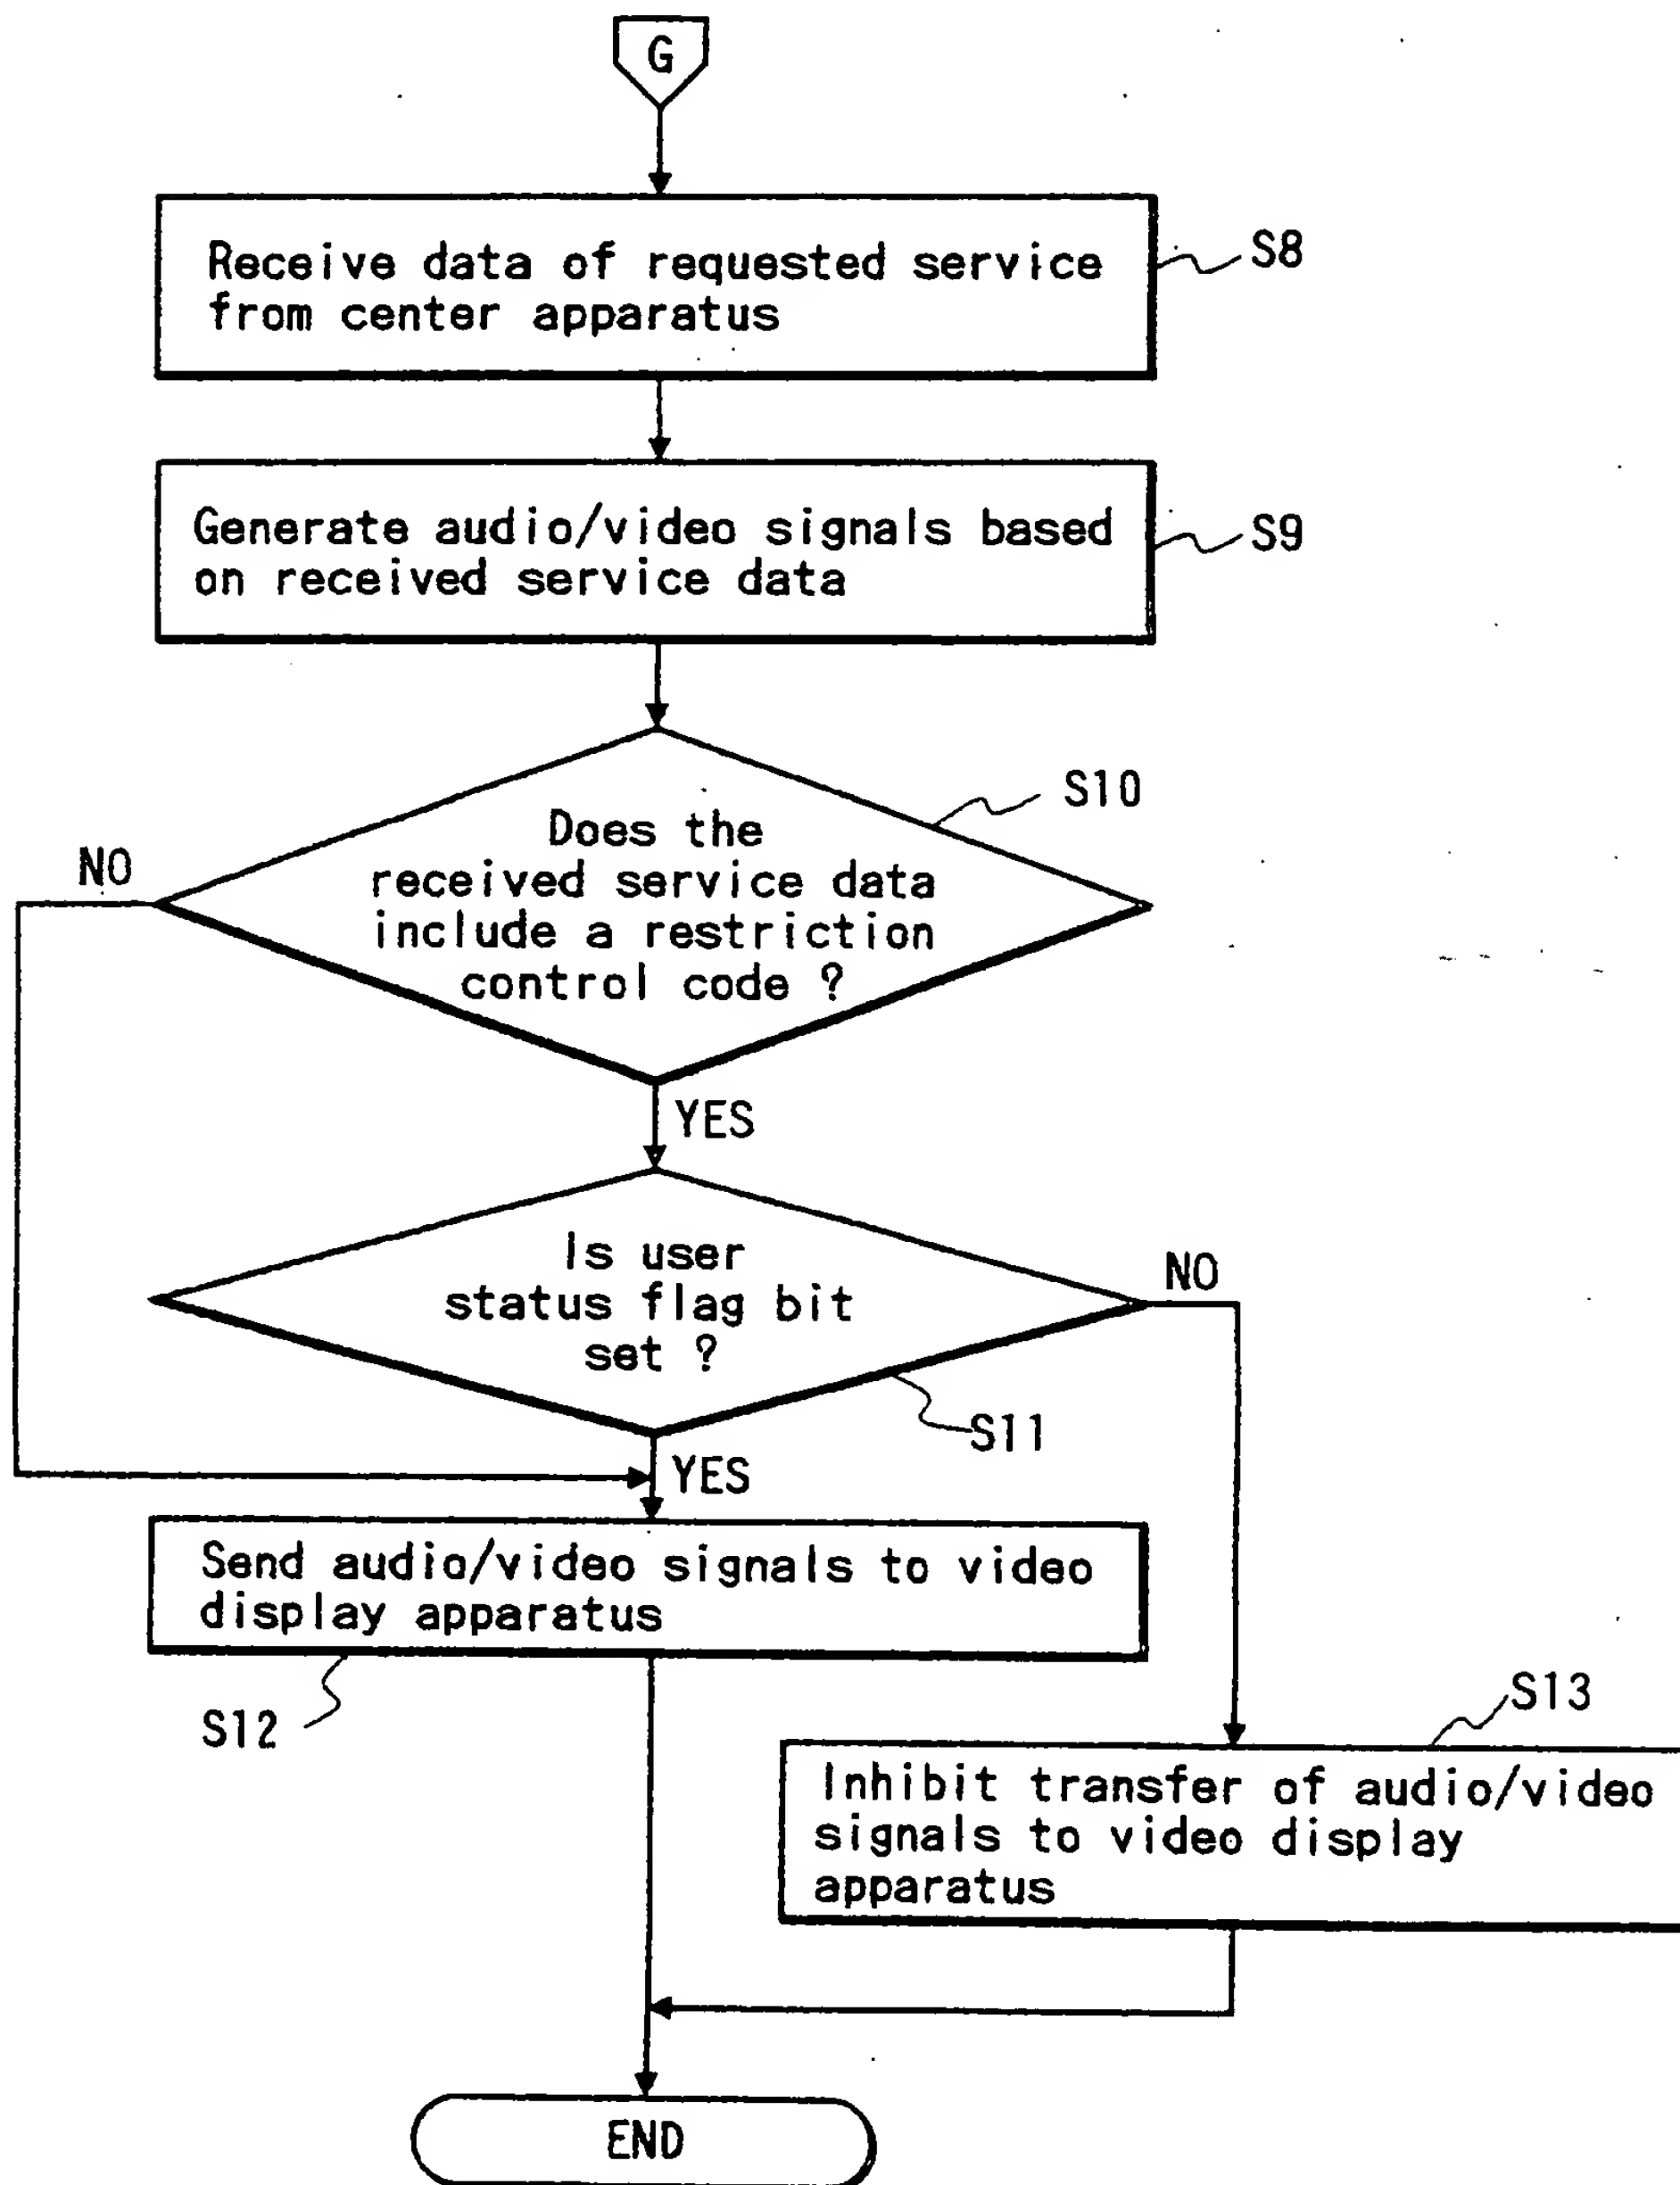 G
Receive data of requested service
from center apparatus
S8
Generate audio/video signals based
on received service data
S9
S10
Does the
received service data
include a restriction
control code ?
NO
YES
Is user
status flag bit
set ?
NO
S11
YES
Send audio/video signals to video
display apparatus
S12
S13
Inhibit transfer of audio/video
signals to video display
apparatus
END